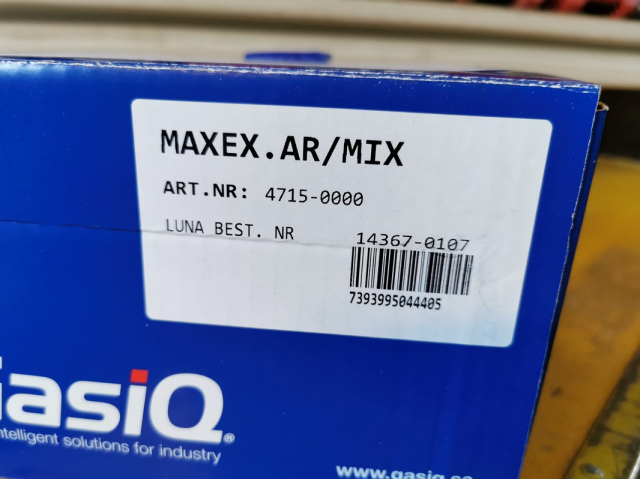 MAXEX.AR/MIX
ART.NR: 4715-0000
LUNA BEST. NR 14367-0107
7393995044405
GasiQ®
intelligent solutions for industry
www.gasiq.se